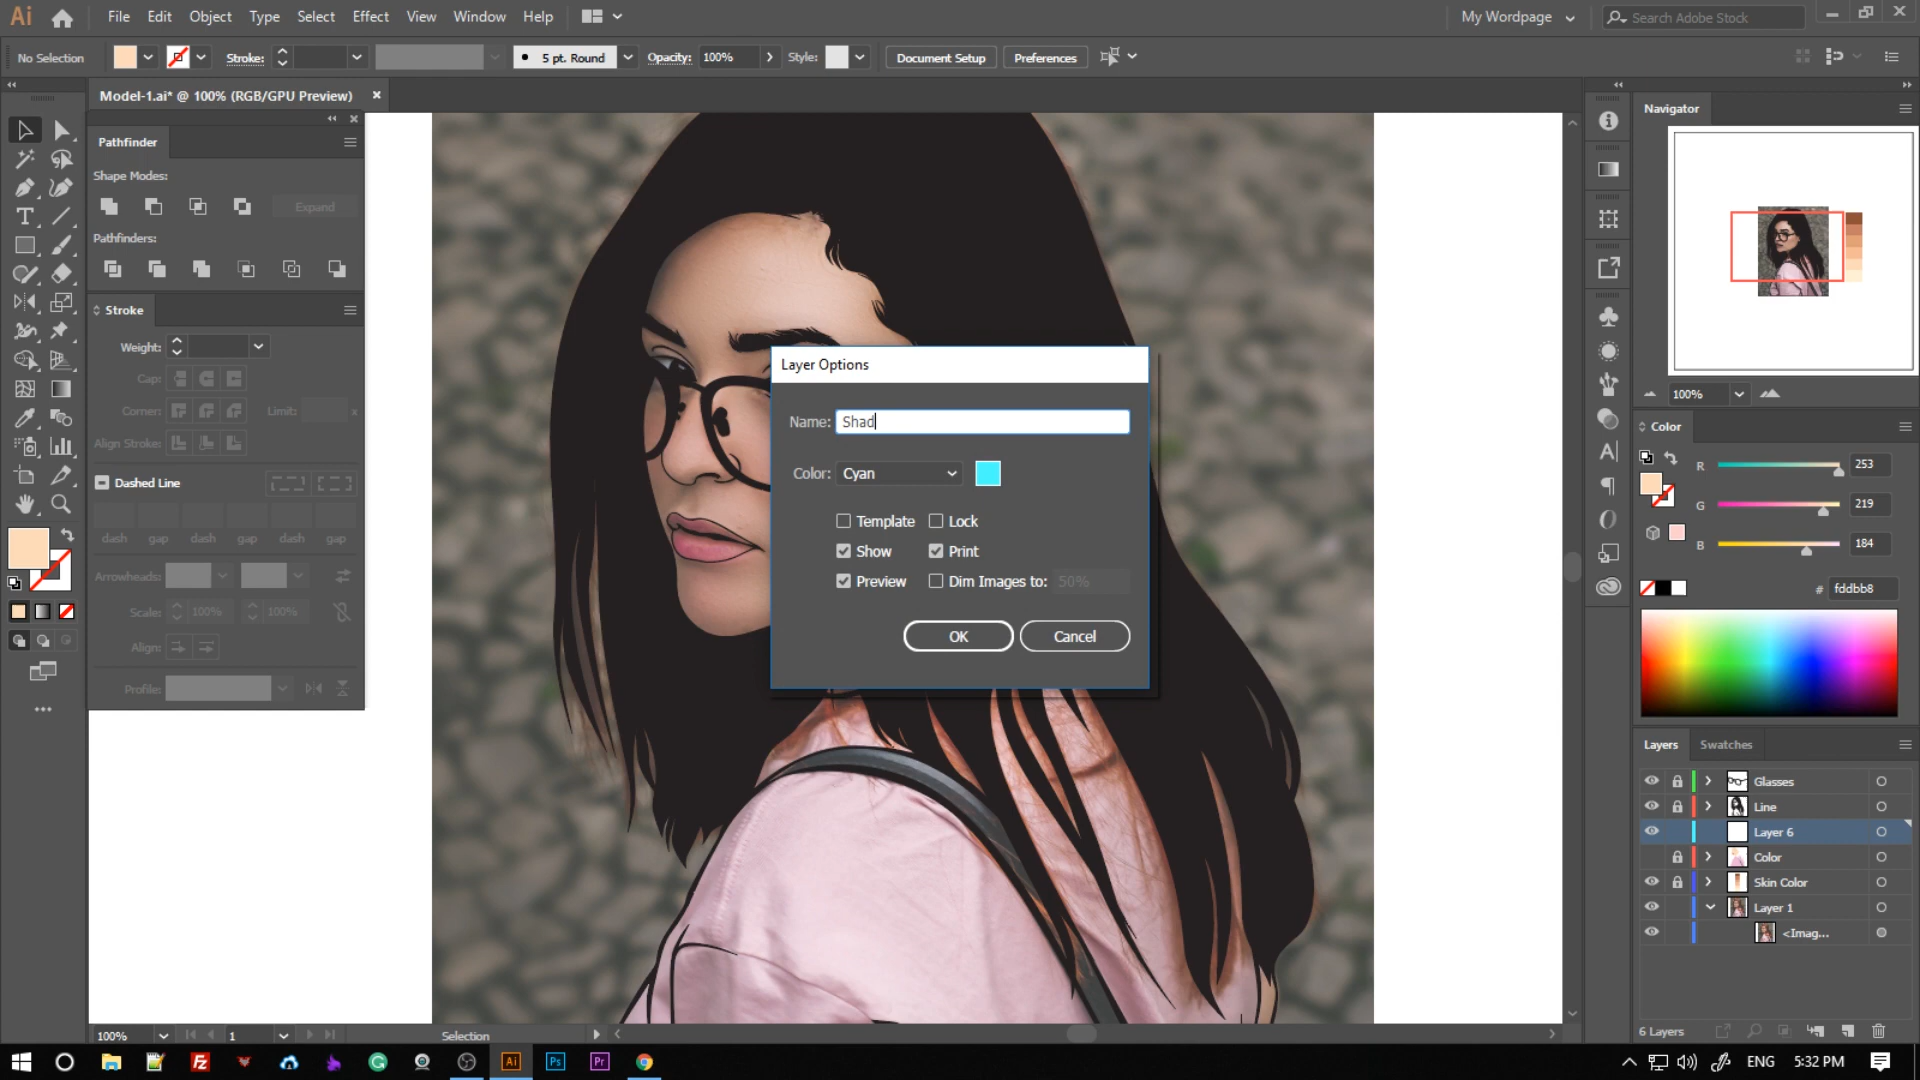 Ai File Edit Object Type Select Effect View Window Help My Wordpage Search Adobe Stock
No Selection Stroke: 5 pt. Round Opacity: 100% Style: Document Setup Preferences
Model-1.ai* @ 100% (RGB/GPU Preview)
Pathfinder
Shape Modes:
Expand
Pathfinders:
Stroke
Weight:
Cap:
Corner: Limit: x
Align Stroke:
Dashed Line
dash gap dash gap dash gap
Arrowheads:
Scale: 100% 100%
Align:
Profile:
Layer Options
Name: Shad
Color: Cyan
Template Lock
Show Print
Preview Dim Images to: 50%
OK Cancel
Navigator
100%
Color
R 253
G 219
B 184
# fddbb8
Layers Swatches
Glasses
Line
Layer 6
Color
Skin Color
Layer 1
<Imag...
6 Layers
100% 1 Selection
Fz Ai Ps Pr ENG 5:32 PM